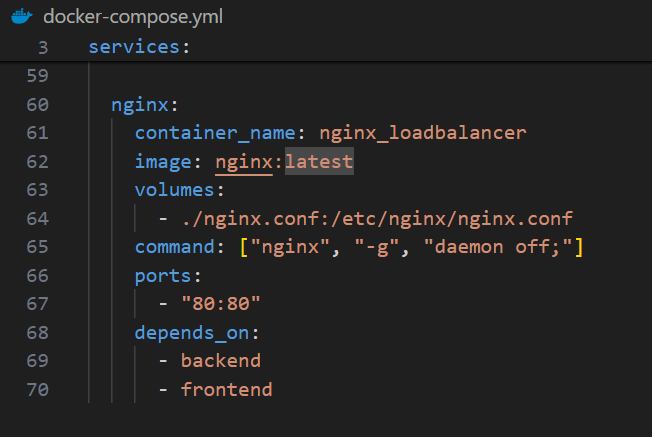 docker-compose.yml
3 services:
59
60 nginx:
61 container_name: nginx_loadbalancer
62 image: nginx:latest
63 volumes:
64 - ./nginx.conf:/etc/nginx/nginx.conf
65 command: ["nginx", "-g", "daemon off;"]
66 ports:
67 - "80:80"
68 depends_on:
69 - backend
70 - frontend